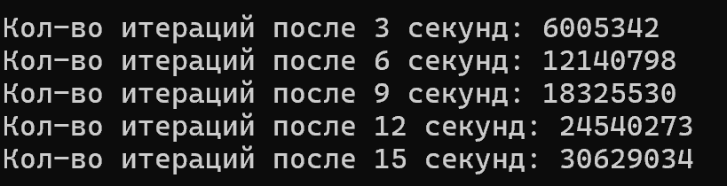 Кол-во итераций после 3 секунд: 6005342
Кол-во итераций после 6 секунд: 12140798
Кол-во итераций после 9 секунд: 18325530
Кол-во итераций после 12 секунд: 24540273
Кол-во итераций после 15 секунд: 30629034